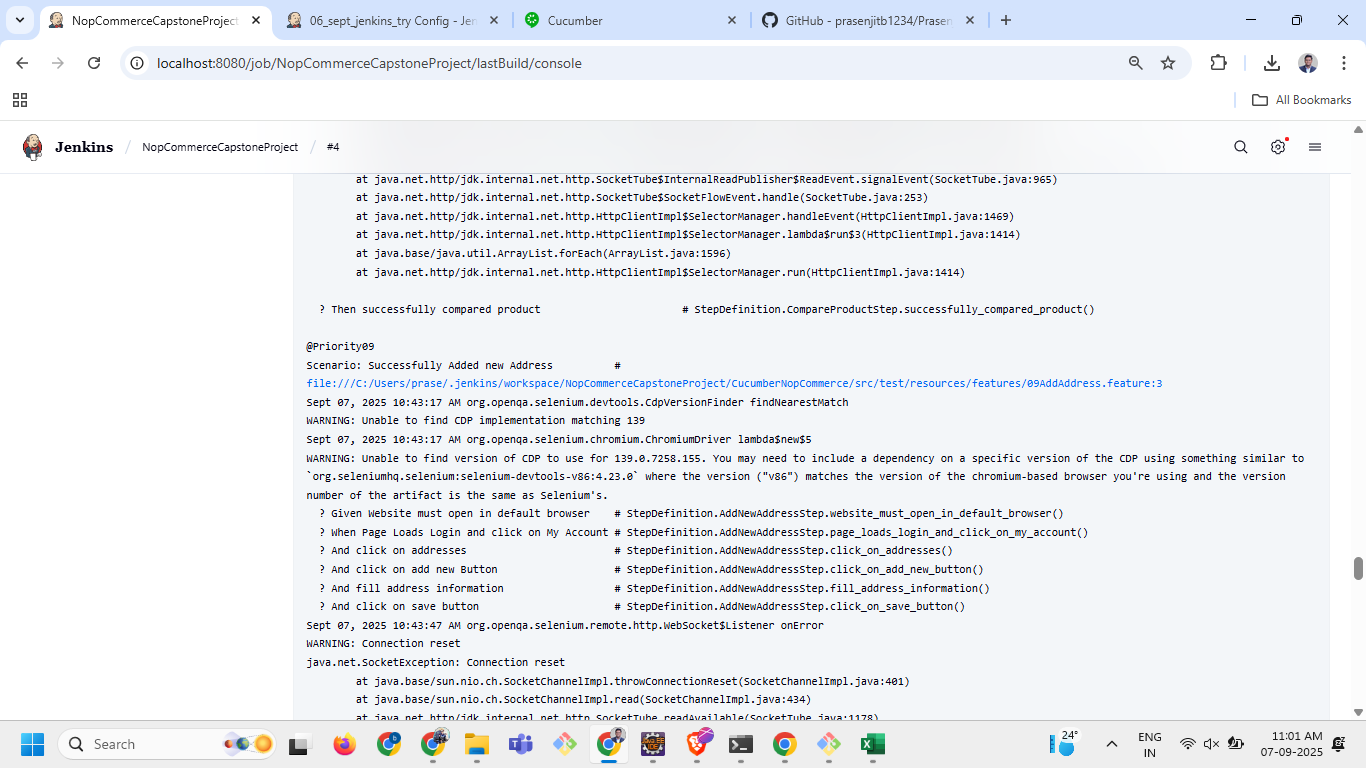 NopCommerceCapstoneProject
06_sept_jenkins_try Config - Jen
Cucumber
GitHub - prasenjitb1234/Prasen
localhost:8080/job/NopCommerceCapstoneProject/lastBuild/console
All Bookmarks
Jenkins / NopCommerceCapstoneProject / #4
at java.net.http/jdk.internal.net.http.SocketTube$InternalReadPublisher$ReadEvent.signalEvent(SocketTube.java:965)
at java.net.http/jdk.internal.net.http.SocketTube$SocketFlowEvent.handle(SocketTube.java:253)
at java.net.http/jdk.internal.net.http.HttpClientImpl$SelectorManager.handleEvent(HttpClientImpl.java:1469)
at java.net.http/jdk.internal.net.http.HttpClientImpl$SelectorManager.lambda$run$3(HttpClientImpl.java:1414)
at java.base/java.util.ArrayList.forEach(ArrayList.java:1596)
at java.net.http/jdk.internal.net.http.HttpClientImpl$SelectorManager.run(HttpClientImpl.java:1414)
? Then successfully compared product # StepDefinition.CompareProductStep.successfully_compared_product()
@Priority09
Scenario: Successfully Added new Address #
file:///C:/Users/prase/.jenkins/workspace/NopCommerceCapstoneProject/CucumberNopCommerce/src/test/resources/features/09AddAddress.feature:3
Sept 07, 2025 10:43:17 AM org.openqa.selenium.devtools.CdpVersionFinder findNearestMatch
WARNING: Unable to find CDP implementation matching 139
Sept 07, 2025 10:43:17 AM org.openqa.selenium.chromium.ChromiumDriver lambda$new$5
WARNING: Unable to find version of CDP to use for 139.0.7258.155. You may need to include a dependency on a specific version of the CDP using something similar to
`org.seleniumhq.selenium:selenium-devtools-v86:4.23.0` where the version ("v86") matches the version of the chromium-based browser you're using and the version
number of the artifact is the same as Selenium's.
? Given Website must open in default browser # StepDefinition.AddNewAddressStep.website_must_open_in_default_browser()
? When Page Loads Login and click on My Account # StepDefinition.AddNewAddressStep.page_loads_login_and_click_on_my_account()
? And click on addresses # StepDefinition.AddNewAddressStep.click_on_addresses()
? And click on add new Button # StepDefinition.AddNewAddressStep.click_on_add_new_button()
? And fill address information # StepDefinition.AddNewAddressStep.fill_address_information()
? And click on save button # StepDefinition.AddNewAddressStep.click_on_save_button()
Sept 07, 2025 10:43:47 AM org.openqa.selenium.remote.http.WebSocket$Listener onError
WARNING: Connection reset
java.net.SocketException: Connection reset
at java.base/sun.nio.ch.SocketChannelImpl.throwConnectionReset(SocketChannelImpl.java:401)
at java.base/sun.nio.ch.SocketChannelImpl.read(SocketChannelImpl.java:434)
at java.net.http/jdk.internal.net.http.SocketTube.readAvailable(SocketTube.java:1178)
Search
24°
ENG
IN
11:01 AM
07-09-2025